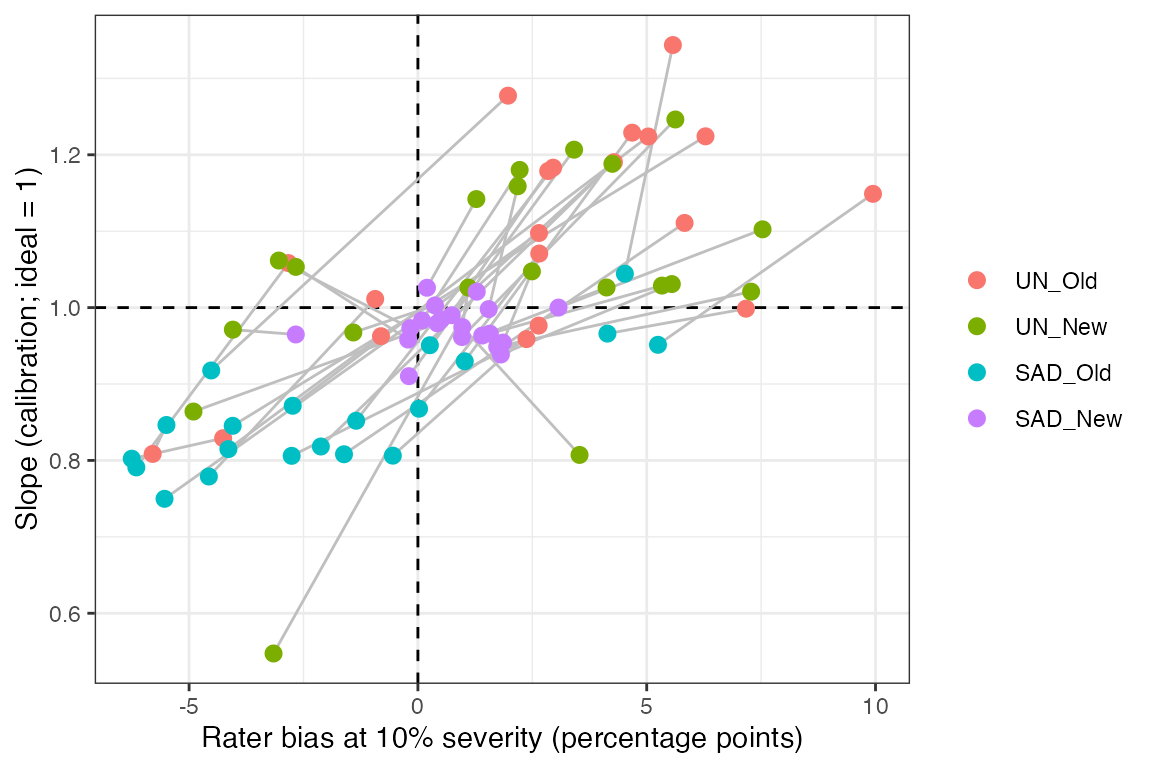 Slope (calibration; ideal = 1)
1.2
1.0
0.8
0.6
-5
0
5
10
Rater bias at 10% severity (percentage points)
UN_Old
UN_New
SAD_Old
SAD_New